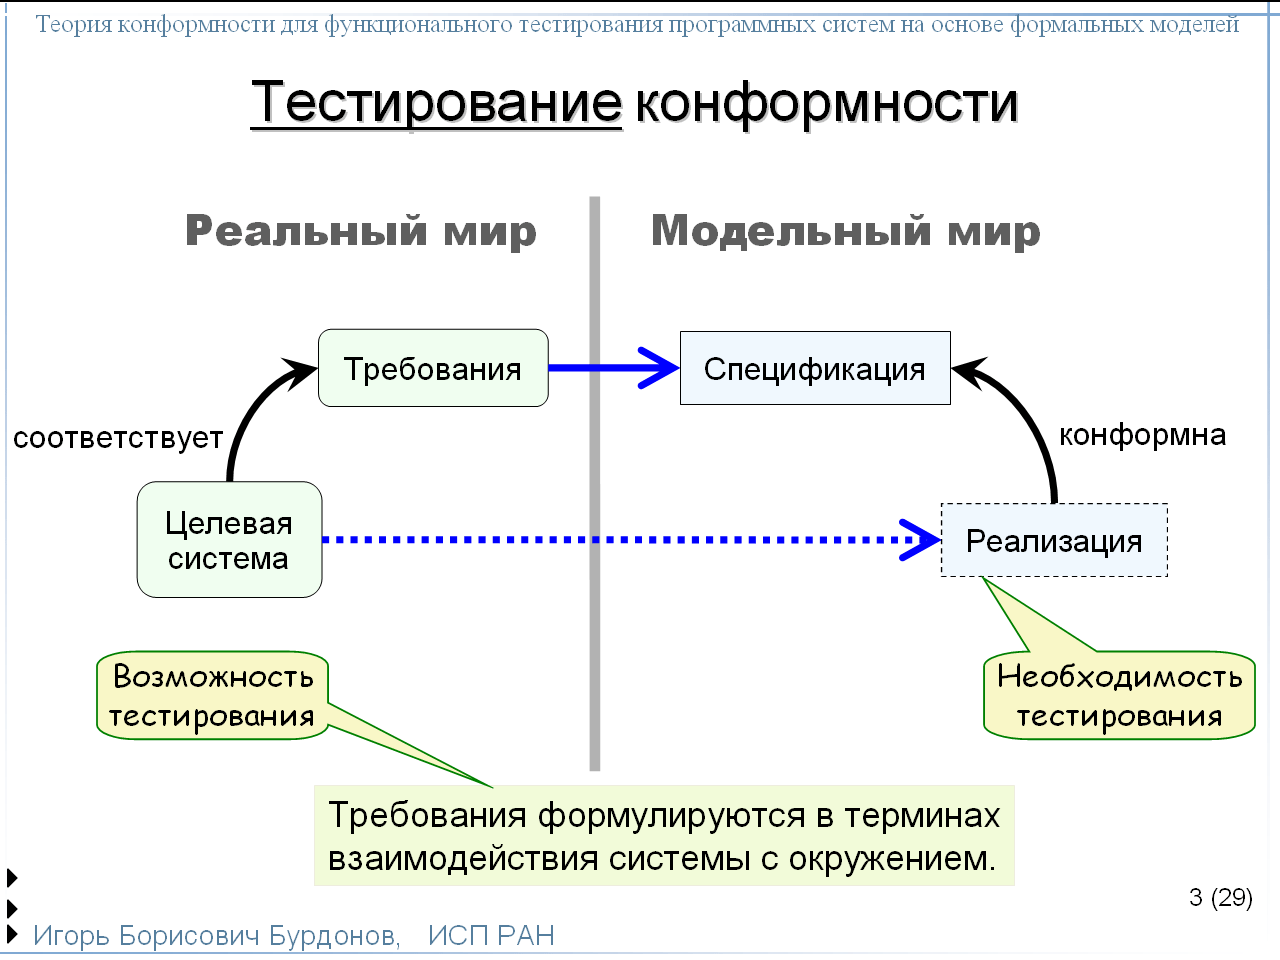 Теория конформности для функционального тестирования программных систем на основе формальных моделей
Тестирование конформности
Реальный мир
Модельный мир
Требования
Спецификация
соответствует
конформна
Целевая
система
Реализация
Возможность
тестирования
Необходимость
тестирования
Требования формулируются в терминах
взаимодействия системы с окружением.
3 (29)
Игорь Борисович Бурдонов, ИСП РАН